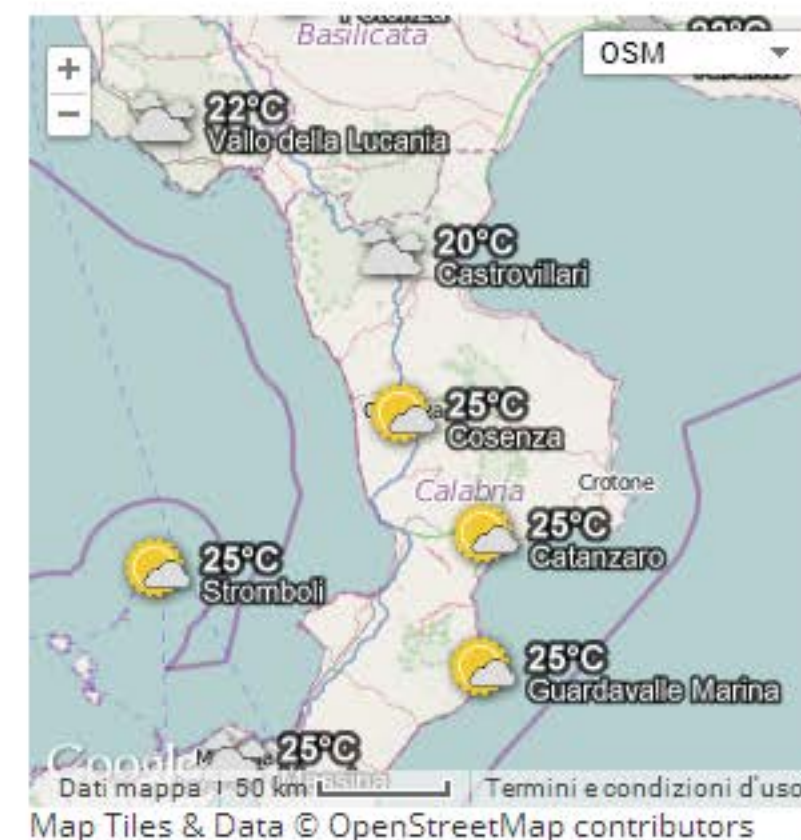 Basilicata
+
OSM
−
22°C
Vallo della Lucania
20°C
Castrovillari
25°C
Cosenza
Calabria
Crotone
25°C
Catanzaro
25°C
Stromboli
25°C
Guardavalle Marina
25°C
Google
Dati mappa
50 km
Termini e condizioni d'uso
Map Tiles & Data © OpenStreetMap contributors